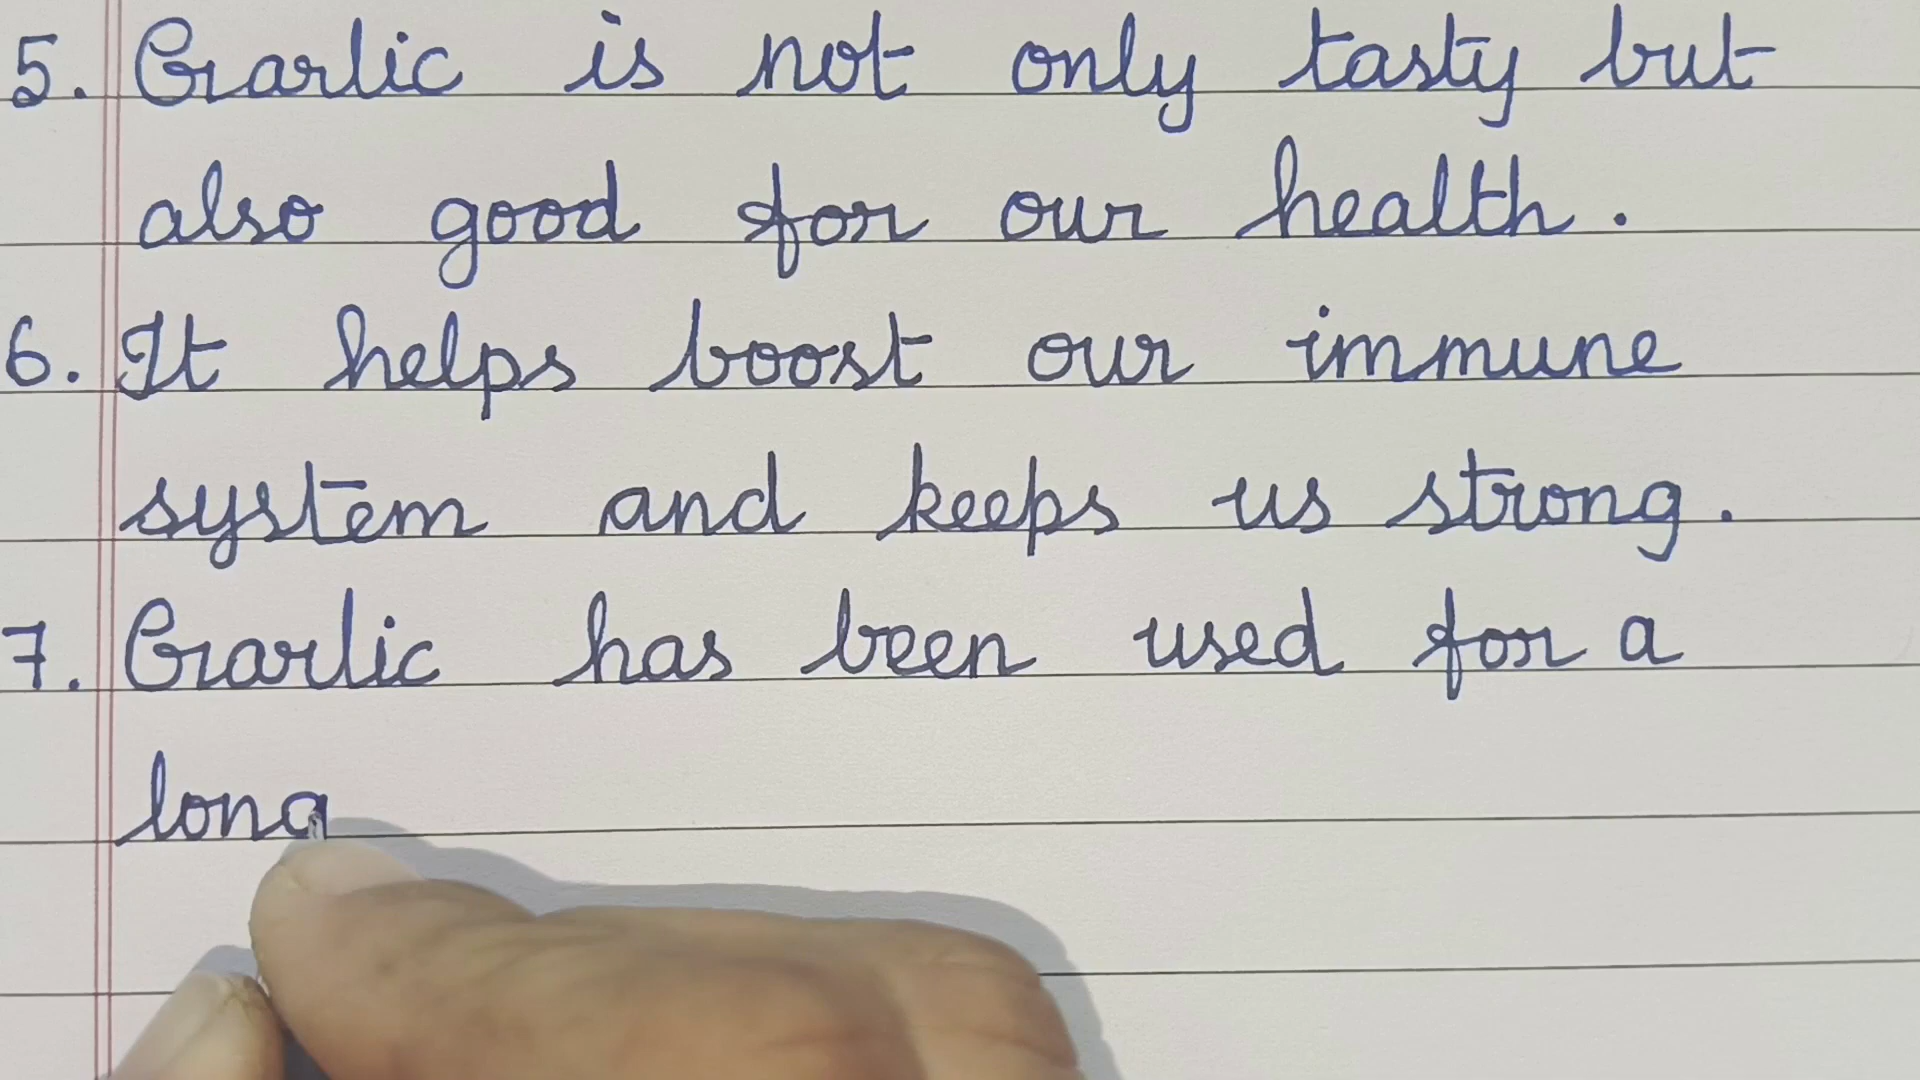 5. Garlic is not only tasty but
also good for our health.
6. It helps boost our immune
system and keeps us strong.
7. Garlic has been used for a
lon